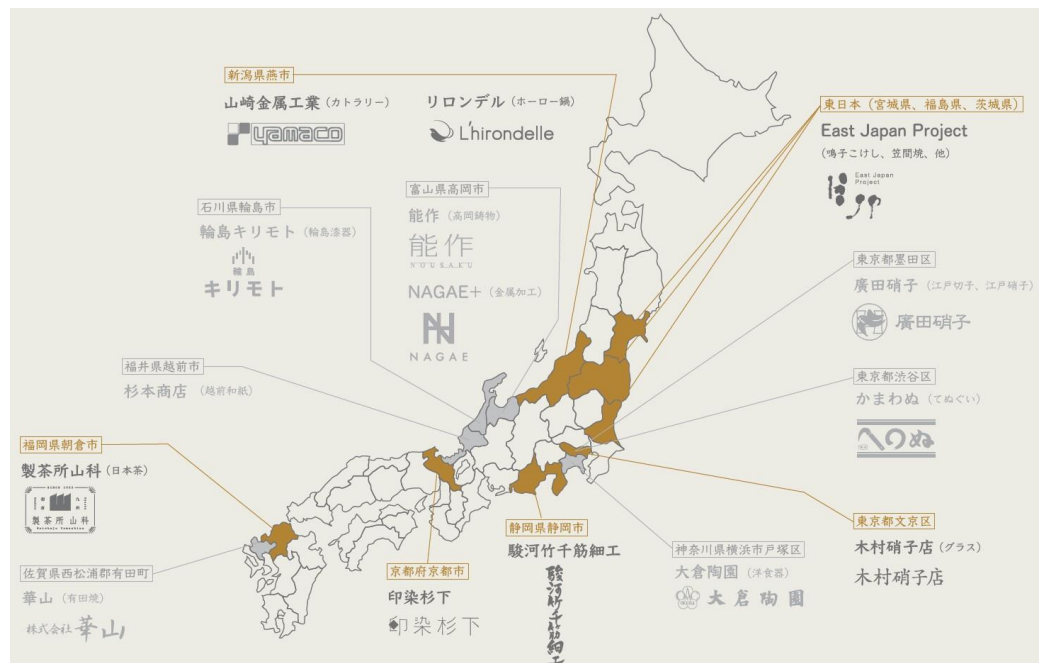 新潟県燕市
山崎金属工業（カトラリー）
yamaco
リロンデル（ホーロー鍋）
L'hirondelle
東日本（宮城県、福島県、茨城県）
East Japan Project
（鳴子こけし、笠間焼、他）
East Japan
Project
富山県高岡市
能作（高岡鋳物）
能作
NOUSAKU
NAGAE+（金属加工）
NAGAE
石川県輪島市
輪島キリモト（輪島漆器）
輪島
キリモト
東京都墨田区
廣田硝子（江戸切子、江戸硝子）
廣田硝子
福井県越前市
杉本商店（越前和紙）
東京都渋谷区
かまわぬ（てぬぐい）
福岡県朝倉市
製茶所山科（日本茶）
SINCE 1952
製茶所山科
佐賀県西松浦郡有田町
華山（有田焼）
株式会社 華山
京都府京都市
印染杉下
印染杉下
静岡県静岡市
駿河竹千筋細工
駿河竹千筋細工
神奈川県横浜市戸塚区
大倉陶園（洋食器）
大倉陶園
東京都文京区
木村硝子店（グラス）
木村硝子店